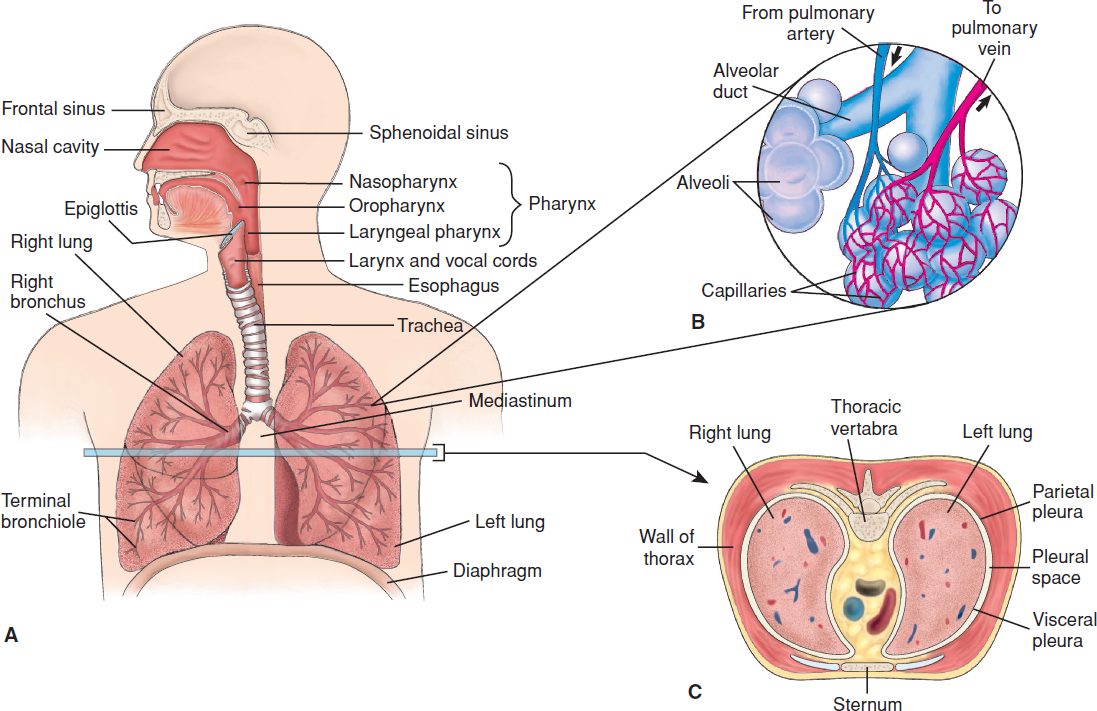 Frontal sinus
Nasal cavity
Epiglottis
Right lung
Right
bronchus
Terminal
bronchiole
Sphenoidal sinus
Nasopharynx
Oropharynx
Laryngeal pharynx
Pharynx
Larynx and vocal cords
Esophagus
Trachea
Mediastinum
Left lung
Diaphragm
A
From pulmonary
artery
To
pulmonary
vein
Alveolar
duct
Alveoli
Capillaries
B
Thoracic
vertabra
Right lung
Left lung
Parietal
pleura
Wall of
thorax
Pleural
space
Visceral
pleura
C
Sternum